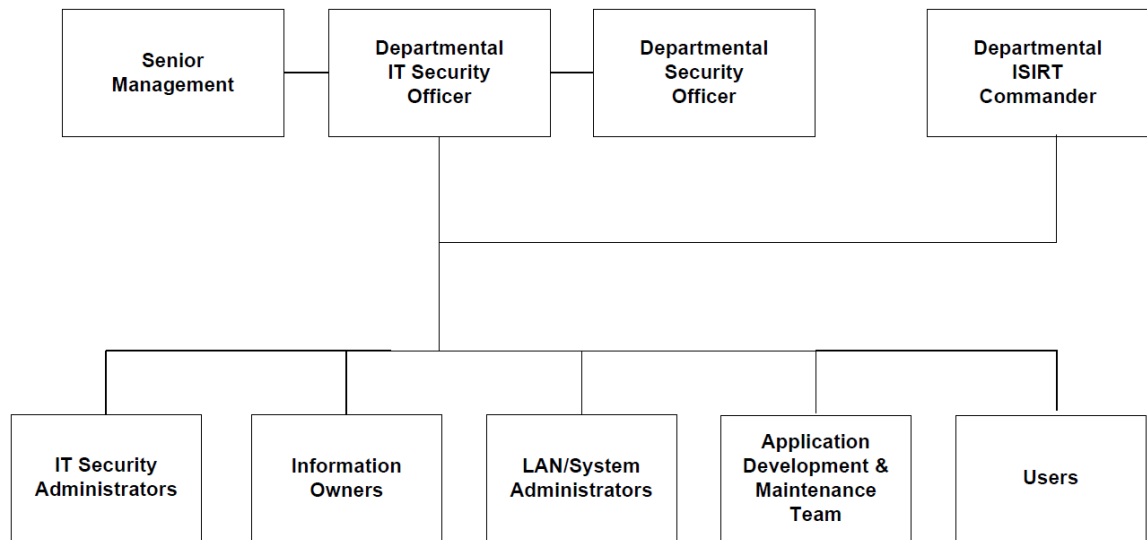 Senior
Management
Departmental
IT Security
Officer
Departmental
Security
Officer
Departmental
ISIRT
Commander
IT Security
Administrators
Information
Owners
LAN/System
Administrators
Application
Development &
Maintenance
Team
Users